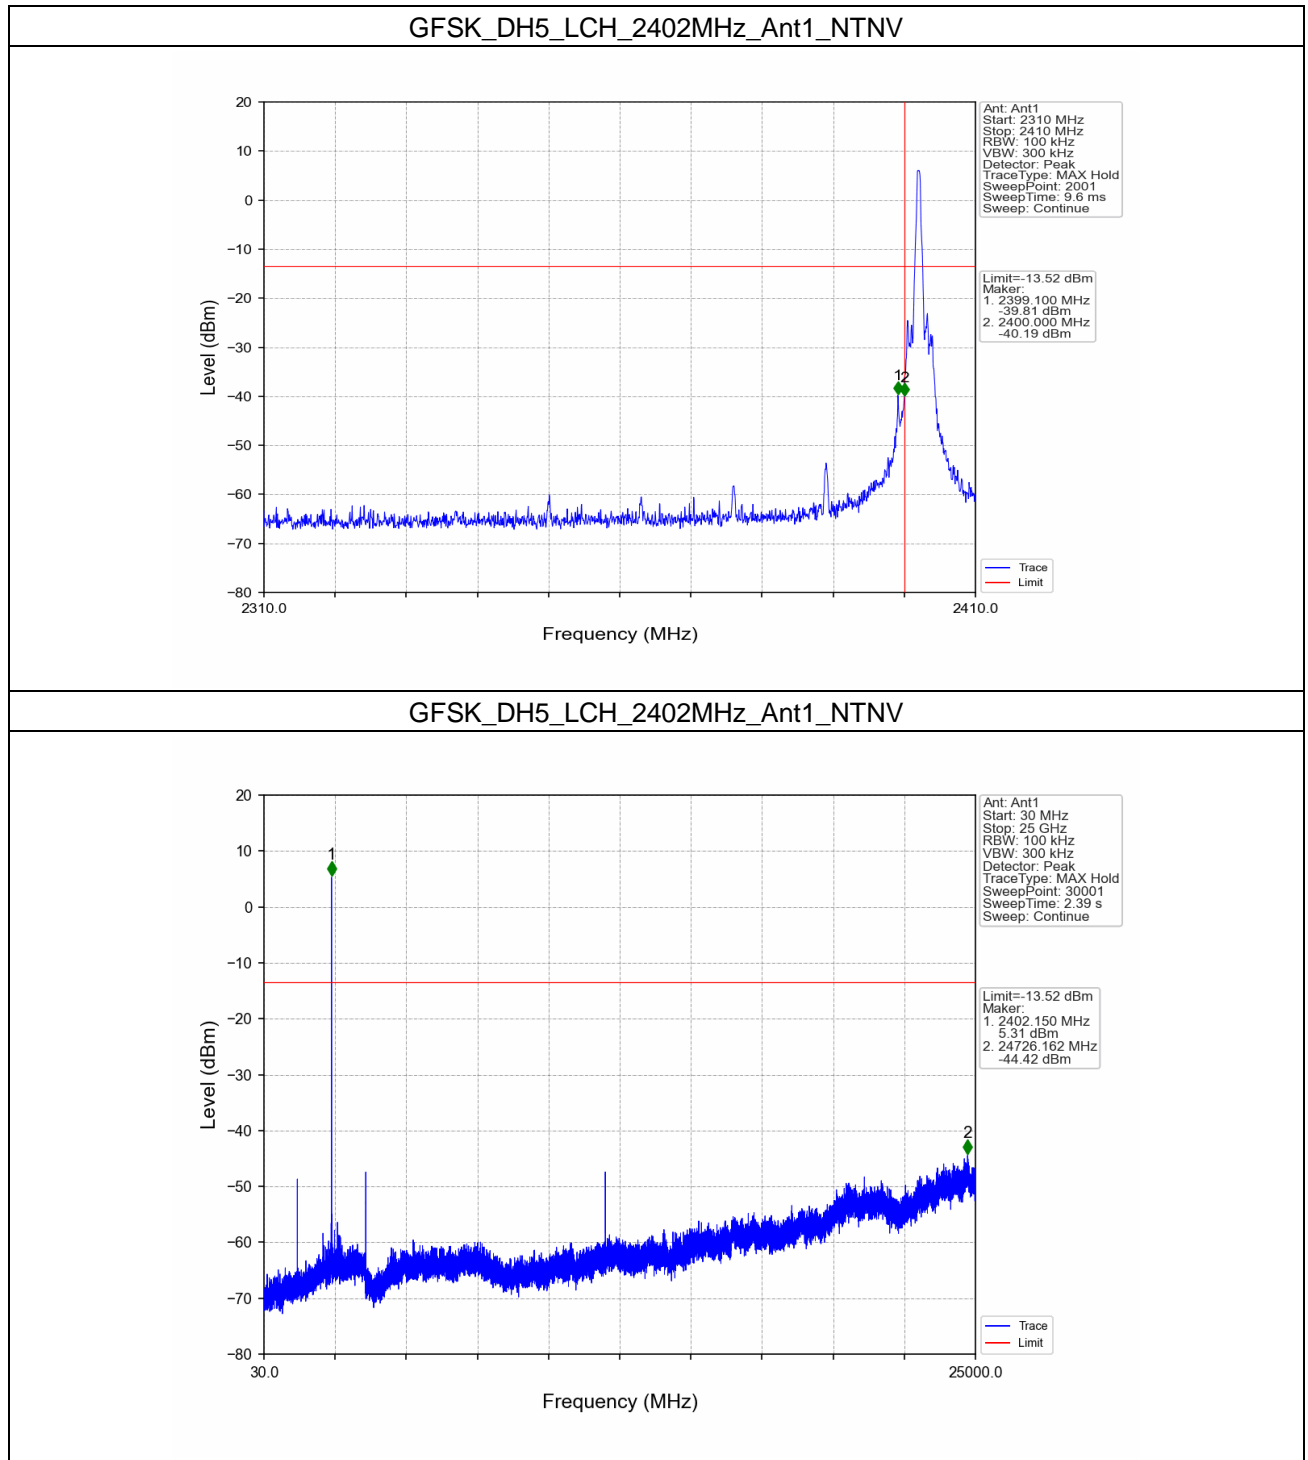 GFSK_DH5_LCH_2402MHz_Ant1_NTNV
20
10
0
−10
−20
−30
−40
−50
−60
−70
−80
Level (dBm)
1
2
2310.0
2410.0
Frequency (MHz)
Ant: Ant1
Start: 2310 MHz
Stop: 2410 MHz
RBW: 100 kHz
VBW: 300 kHz
Detector: Peak
TraceType: MAX Hold
SweepPoint: 2001
SweepTime: 9.6 ms
Sweep: Continue
Limit=-13.52 dBm
Maker:
1. 2399.100 MHz
-39.81 dBm
2. 2400.000 MHz
-40.19 dBm
Trace
Limit
GFSK_DH5_LCH_2402MHz_Ant1_NTNV
20
10
0
−10
−20
−30
−40
−50
−60
−70
−80
Level (dBm)
1
2
30.0
25000.0
Frequency (MHz)
Ant: Ant1
Start: 30 MHz
Stop: 25 GHz
RBW: 100 kHz
VBW: 300 kHz
Detector: Peak
TraceType: MAX Hold
SweepPoint: 30001
SweepTime: 2.39 s
Sweep: Continue
Limit=-13.52 dBm
Maker:
1. 2402.150 MHz
5.31 dBm
2. 24726.162 MHz
-44.42 dBm
Trace
Limit